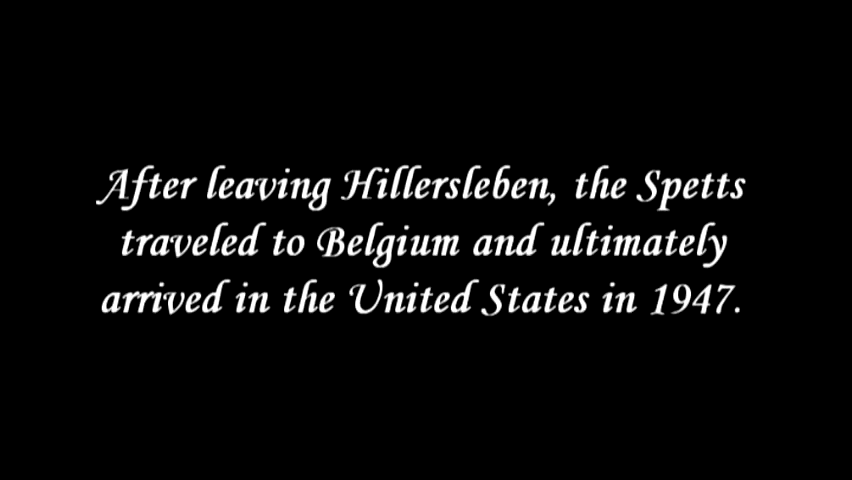 After leaving Hillersleben, the Spetts
traveled to Belgium and ultimately
arrived in the United States in 1947.